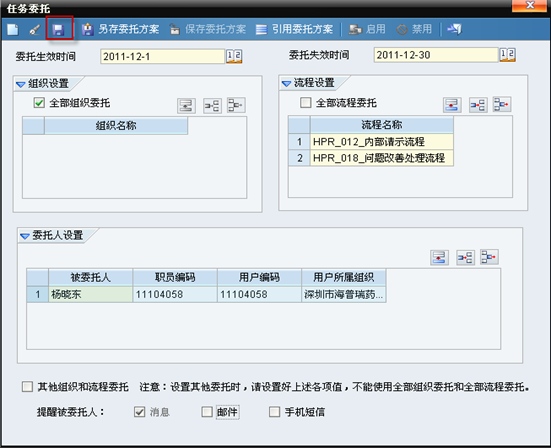 任务委托
另存委托方案 保存委托方案 引用委托方案 启用 禁用
委托生效时间 2011-12-1 12 委托失效时间 2011-12-30 12
组织设置
全部组织委托
组织名称
流程设置
全部流程委托
流程名称
1 HPR_012_内部请示流程
2 HPR_018_问题改善处理流程
委托人设置
被委托人 职员编码 用户编码 用户所属组织
1 杨晓东 11104058 11104058 深圳市海普瑞药...
其他组织和流程委托 注意：设置其他委托时，请设置好上述各项值，不能使用全部组织委托和全部流程委托。
提醒被委托人： 消息 邮件 手机短信